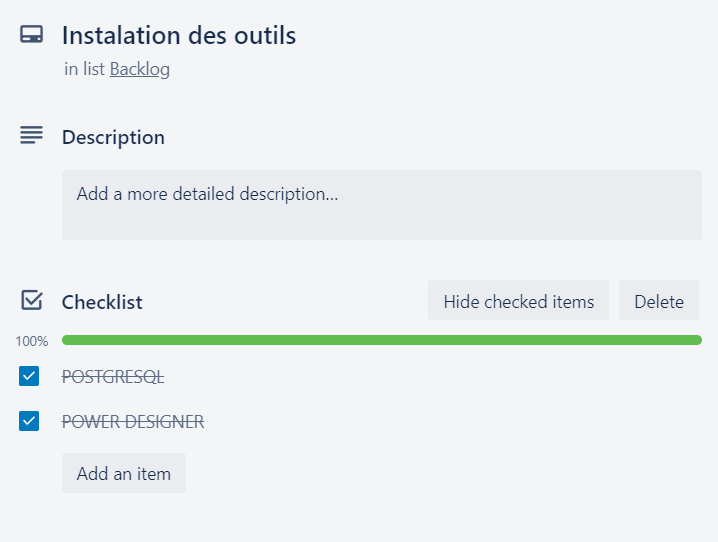 Instalation des outils
in list Backlog
Description
Add a more detailed description...
Checklist
Hide checked items
Delete
100%
POSTGRESQL
POWER DESIGNER
Add an item